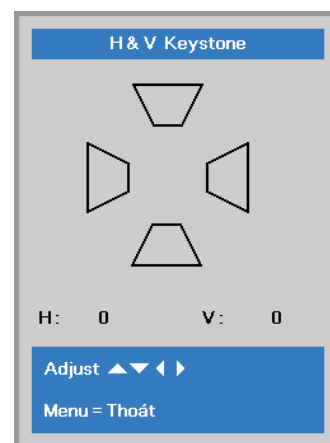 H & V Keystone
H: 0 V: 0
Adjust ▲▼◀▶
Menu = Thoát